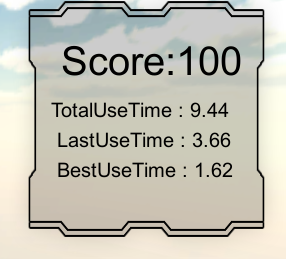 Score:100
TotalUseTime : 9.44
LastUseTime : 3.66
BestUseTime : 1.62